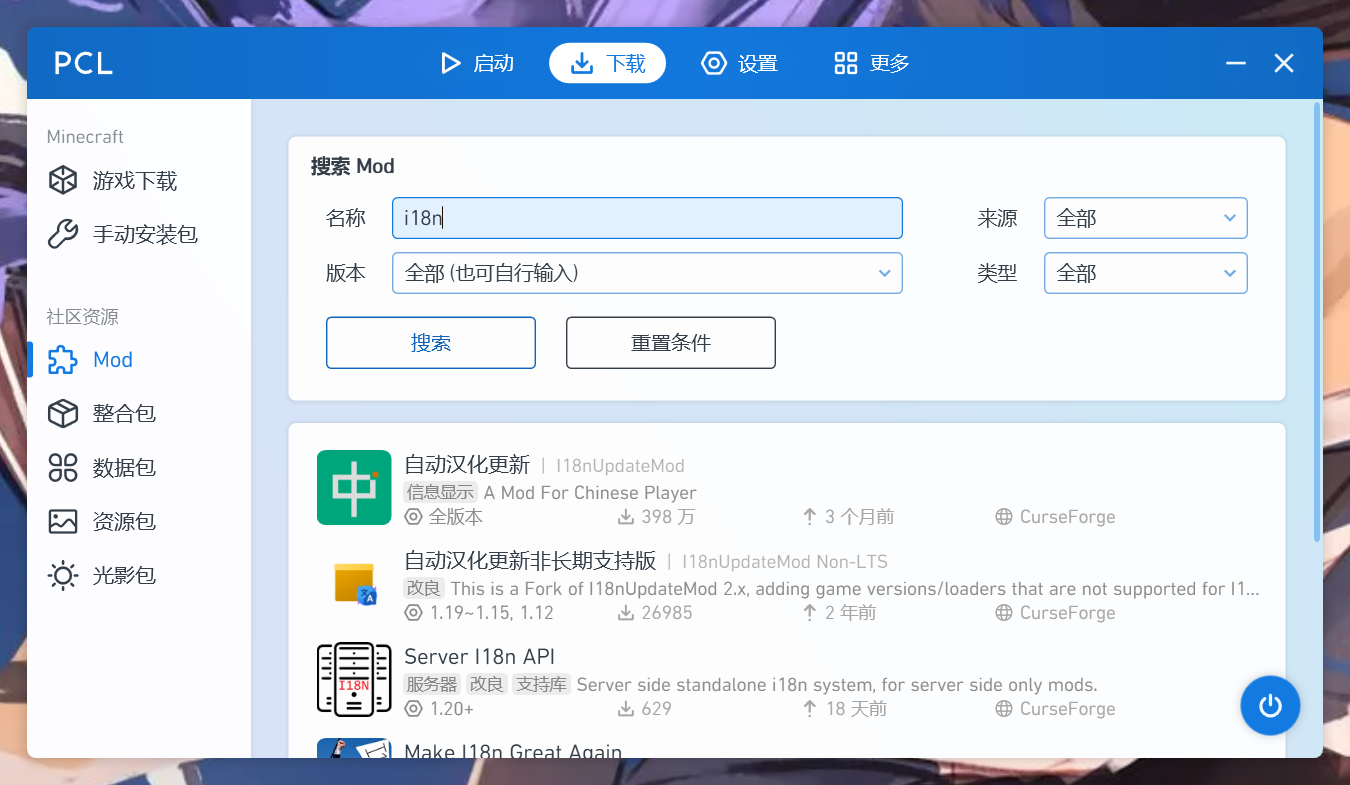 PCL
启动 下载 设置 更多
Minecraft
游戏下载
手动安装包
社区资源
Mod
整合包
数据包
资源包
光影包
搜索 Mod
名称 i18n 来源 全部
版本 全部 (也可自行输入) 类型 全部
搜索 重置条件
中
自动汉化更新 | I18nUpdateMod
信息显示 A Mod For Chinese Player
全版本 398 万 3 个月前 CurseForge
自动汉化更新非长期支持版 | I18nUpdateMod Non-LTS
改良 This is a Fork of I18nUpdateMod 2.x, adding game versions/loaders that are not supported for I1...
1.19~1.15, 1.12 26985 2 年前 CurseForge
I18N
Server I18n API
服务器 改良 支持库 Server side standalone i18n system, for server side only mods.
1.20+ 629 18 天前 CurseForge
Make I18n Great Again